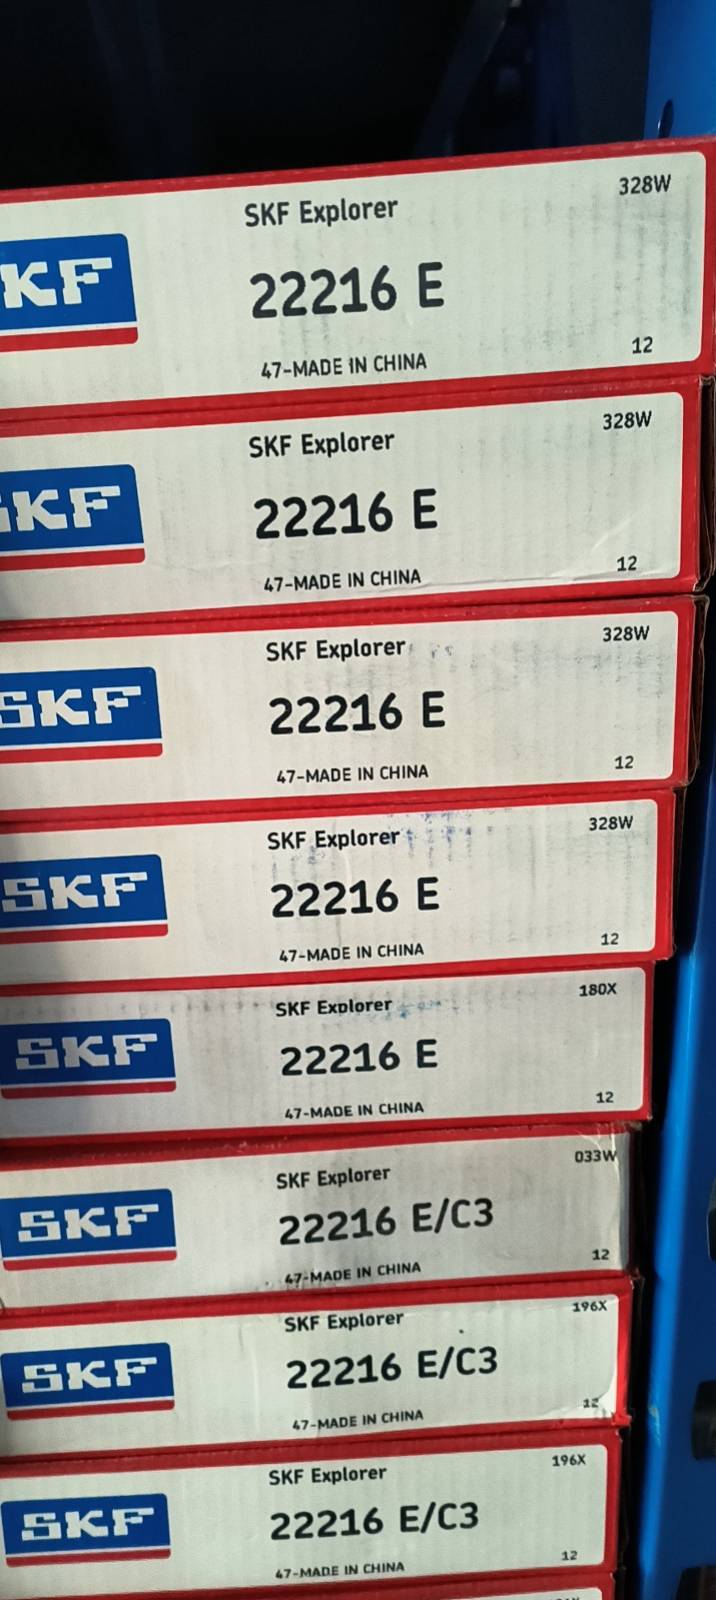 328W
SKF Explorer
KF
22216 E
12
47-MADE IN CHINA
328W
SKF Explorer
SKF
22216 E
12
47-MADE IN CHINA
328W
SKF Explorer
SKF
22216 E
12
47-MADE IN CHINA
328W
SKF Explorer
SKF
22216 E
12
47-MADE IN CHINA
180X
SKF Explorer
SKF
22216 E
12
47-MADE IN CHINA
033W
SKF Explorer
SKF
22216 E/C3
12
47-MADE IN CHINA
196X
SKF Explorer
SKF
22216 E/C3
12
47-MADE IN CHINA
196X
SKF Explorer
SKF
22216 E/C3
12
47-MADE IN CHINA